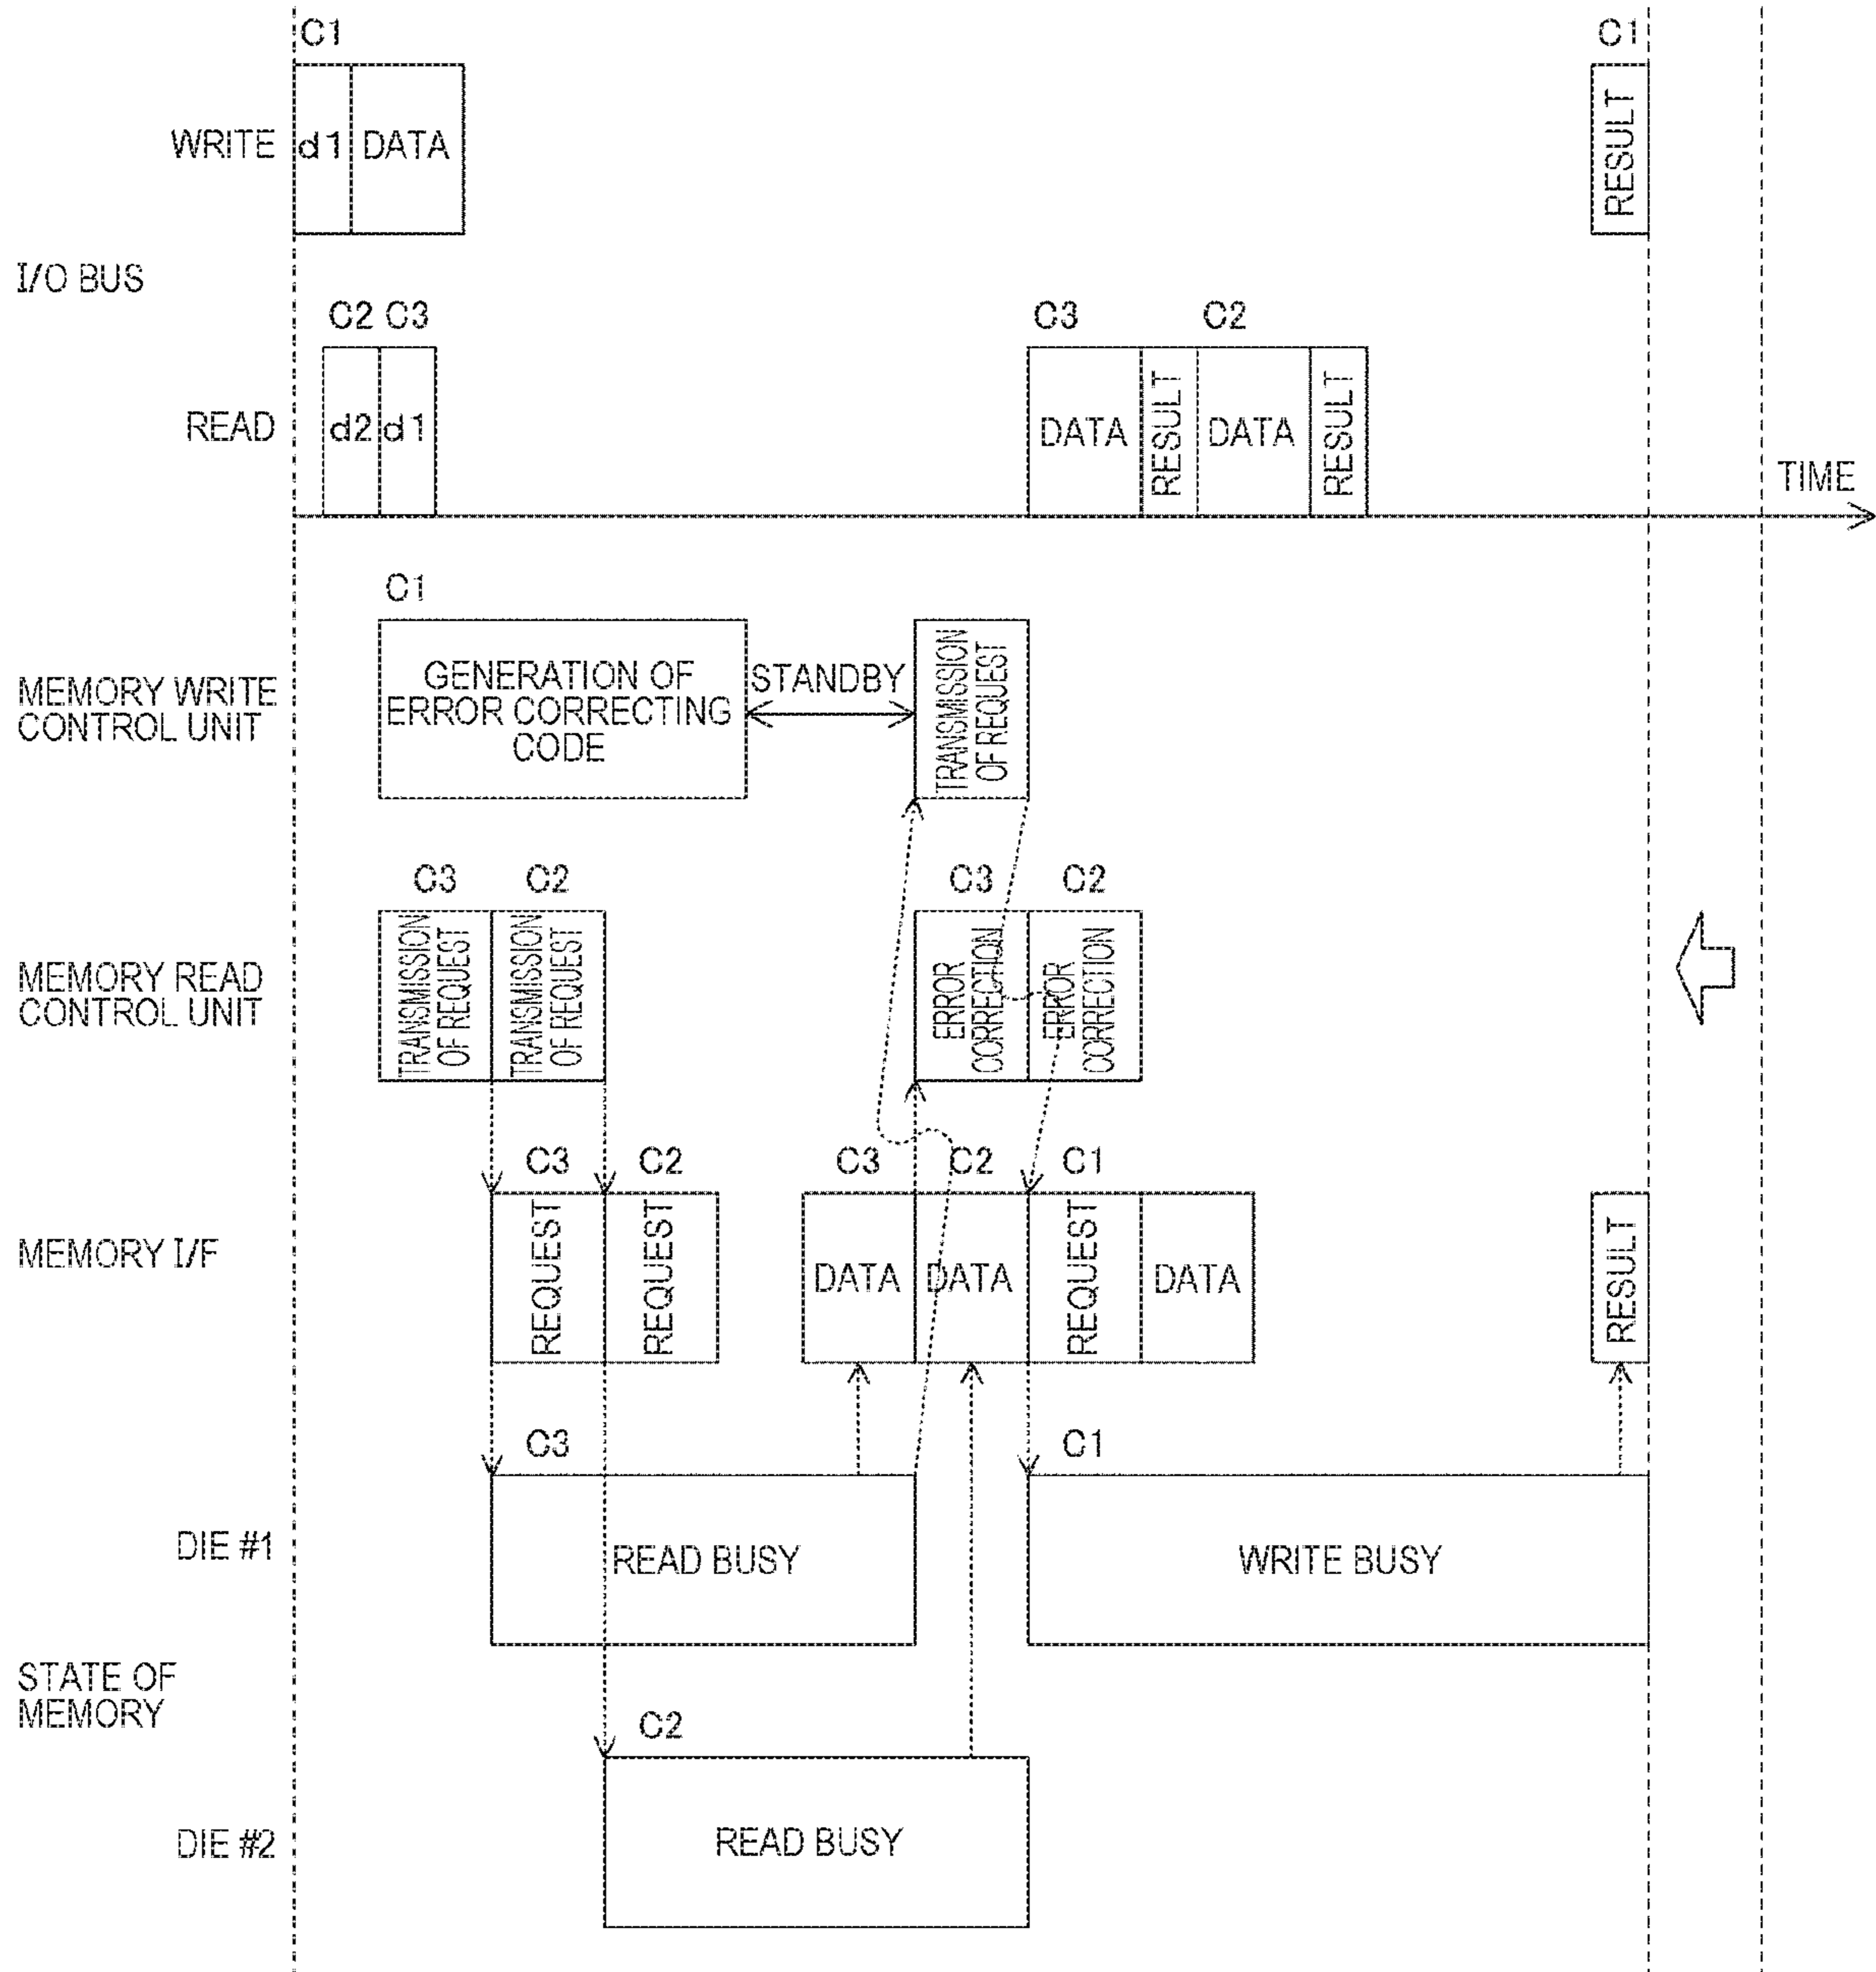 C1
C1
WRITE
d1
DATA
RESULT
I/O BUS
C2
C3
C3
C2
READ
d2
d1
DATA
RESULT
DATA
RESULT
TIME
C1
MEMORY WRITE
CONTROL UNIT
GENERATION OF
ERROR CORRECTING
CODE
STANDBY
TRANSMISSION
OF REQUEST
C3
C2
C3
C2
MEMORY READ
CONTROL UNIT
TRANSMISSION
OF REQUEST
TRANSMISSION
OF REQUEST
ERROR
CORRECTION
ERROR
CORRECTION
C3
C2
C3
C2
C1
MEMORY I/F
REQUEST
REQUEST
DATA
DATA
REQUEST
DATA
RESULT
C3
C1
DIE #1
READ BUSY
WRITE BUSY
STATE OF
MEMORY
C2
DIE #2
READ BUSY